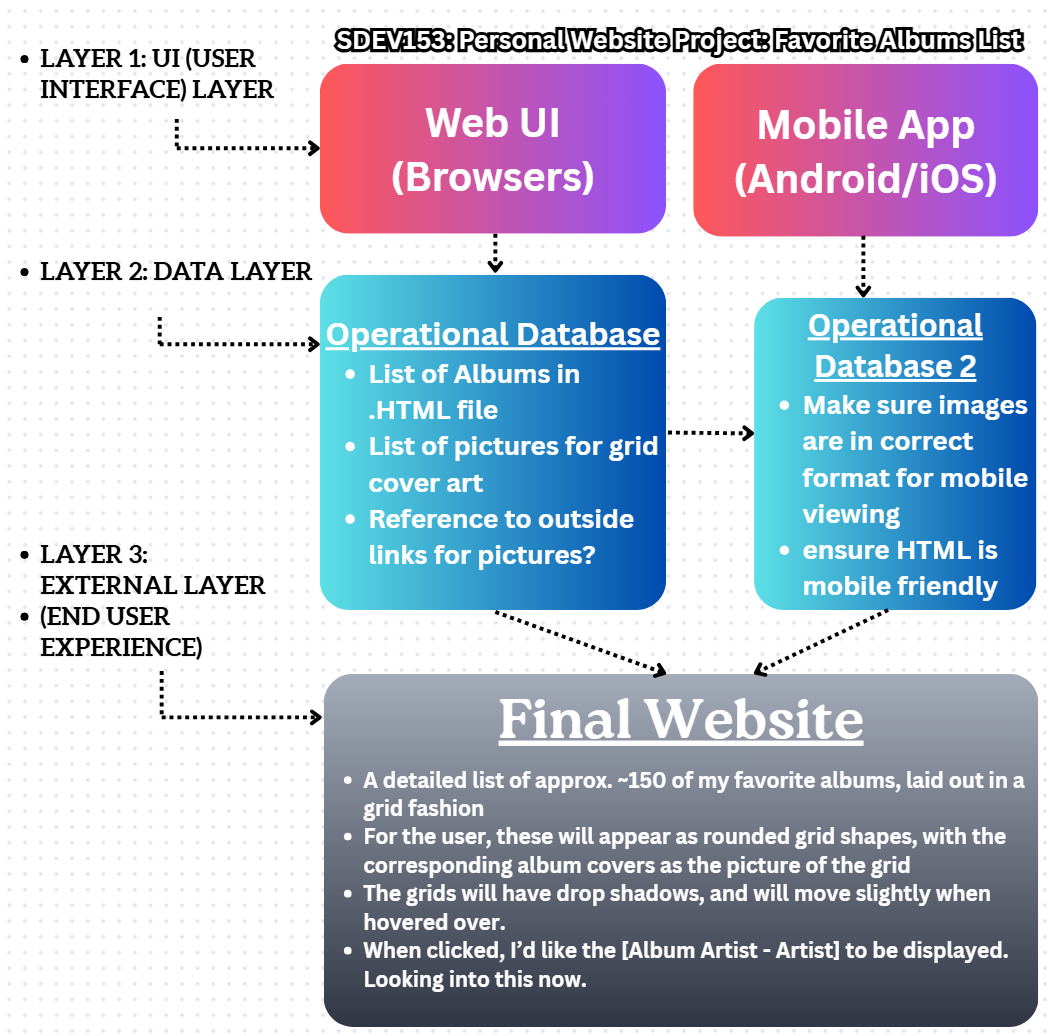 SDEV153: Personal Website Project: Favorite Albums List
• LAYER 1: UI (USER
INTERFACE) LAYER
Web UI
(Browsers)
Mobile App
(Android/iOS)
• LAYER 2: DATA LAYER
Operational Database
• List of Albums in
.HTML file
• List of pictures for grid
cover art
• Reference to outside
links for pictures?
Operational
Database 2
• Make sure images
are in correct
format for mobile
viewing
• ensure HTML is
mobile friendly
• LAYER 3:
EXTERNAL LAYER
• (END USER
EXPERIENCE)
Final Website
• A detailed list of approx. ~150 of my favorite albums, laid out in a
grid fashion
• For the user, these will appear as rounded grid shapes, with the
corresponding album covers as the picture of the grid
• The grids will have drop shadows, and will move slightly when
hovered over.
• When clicked, I’d like the [Album Artist - Artist] to be displayed.
Looking into this now.